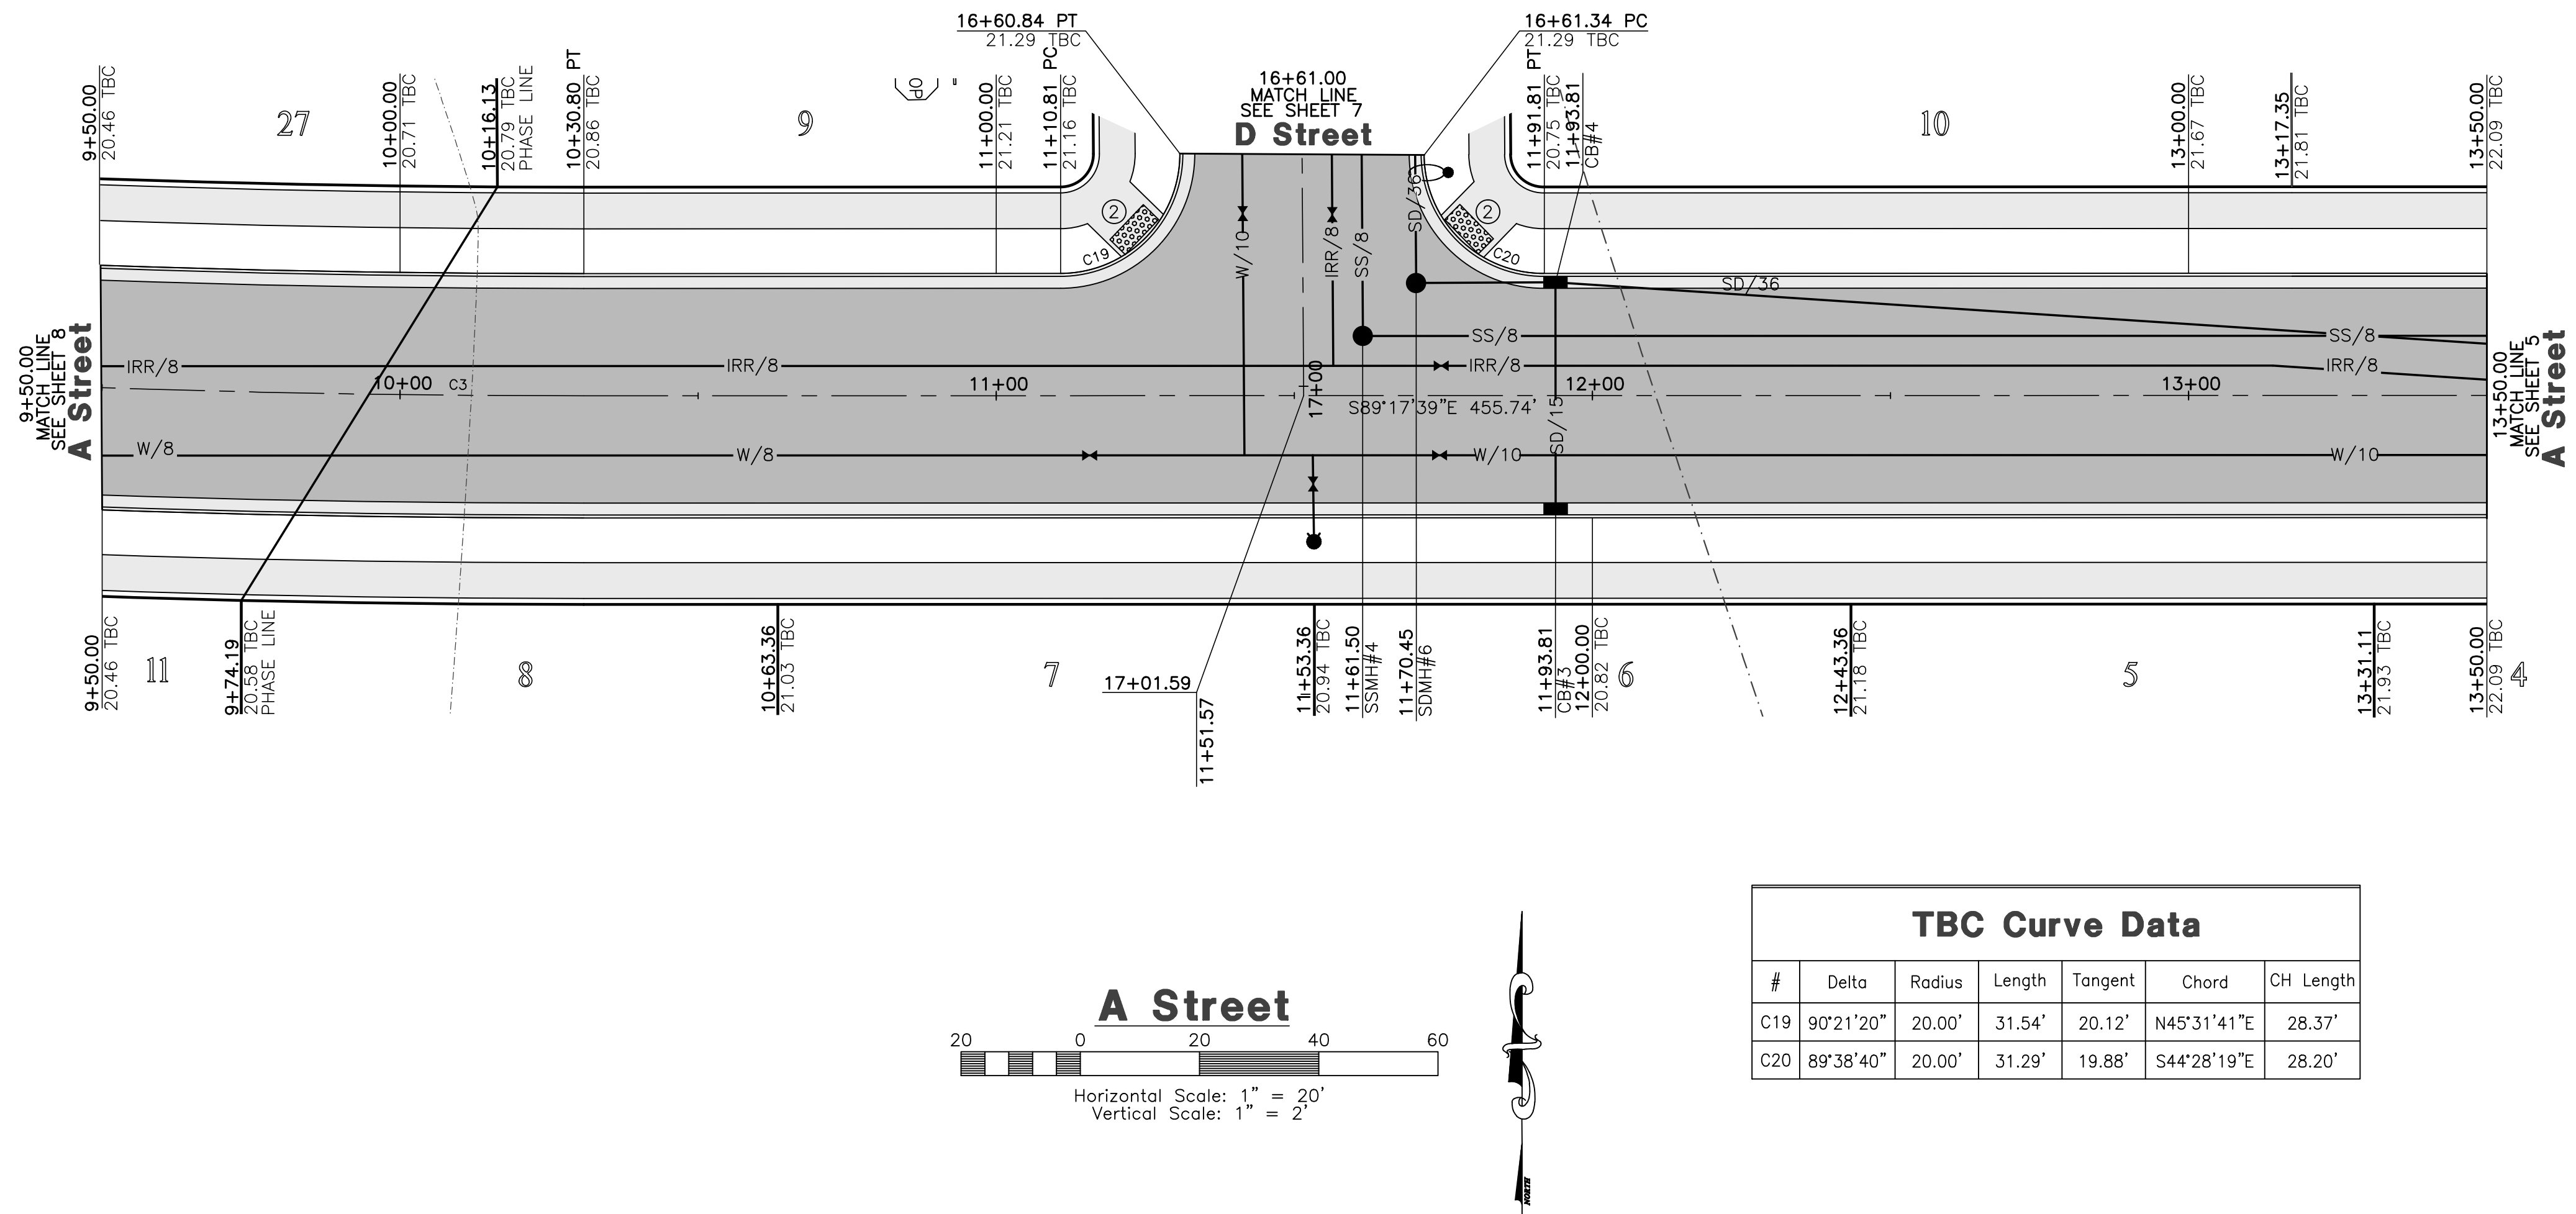 16+60.84 PT
21.29 TBC
16+61.34 PC
21.29 TBC
9+50.00
20.46 TBC
27
10+00.00
20.71 TBC
10+16.13
20.79 TBC
PHASE LINE
10+30.80 PT
20.86 TBC
9
OP
11+00.00
21.21 TBC
11+10.81 PC
21.16 TBC
16+61.00
MATCH LINE
SEE SHEET 7
D Street
11+91.81 PT
20.75 TBC
11+93.81
CB#4
10
13+00.00
21.67 TBC
13+17.35
21.81 TBC
13+50.00
22.09 TBC
2
C19
W/10
IRR/8
SS/8
SD/36
2
C20
SD/36
9+50.00
MATCH LINE
SEE SHEET 8
A Street
SS/8
SS/8
IRR/8
IRR/8
IRR/8
IRR/8
10+00
C3
11+00
17+00
12+00
13+00
S89°17'39"E 455.74'
SD/15
W/8
W/8
W/10
W/10
13+50.00
MATCH LINE
SEE SHEET 5
A Street
9+50.00
20.46 TBC
11
9+74.19
20.58 TBC
PHASE LINE
8
10+63.36
21.03 TBC
7
17+01.59
11+51.57
11+53.36
20.94 TBC
11+61.50
SSMH#4
11+70.45
SDMH#6
11+93.81
CB#3
12+00.00
20.82 TBC
6
12+43.36
21.18 TBC
5
13+31.11
21.93 TBC
13+50.00
22.09 TBC
4
A Street
20 0 20 40 60
Horizontal Scale: 1" = 20'
Vertical Scale: 1" = 2'
NORTH
TBC Curve Data
# Delta Radius Length Tangent Chord CH Length
C19 90°21'20" 20.00' 31.54' 20.12' N45°31'41"E 28.37'
C20 89°38'40" 20.00' 31.29' 19.88' S44°28'19"E 28.20'